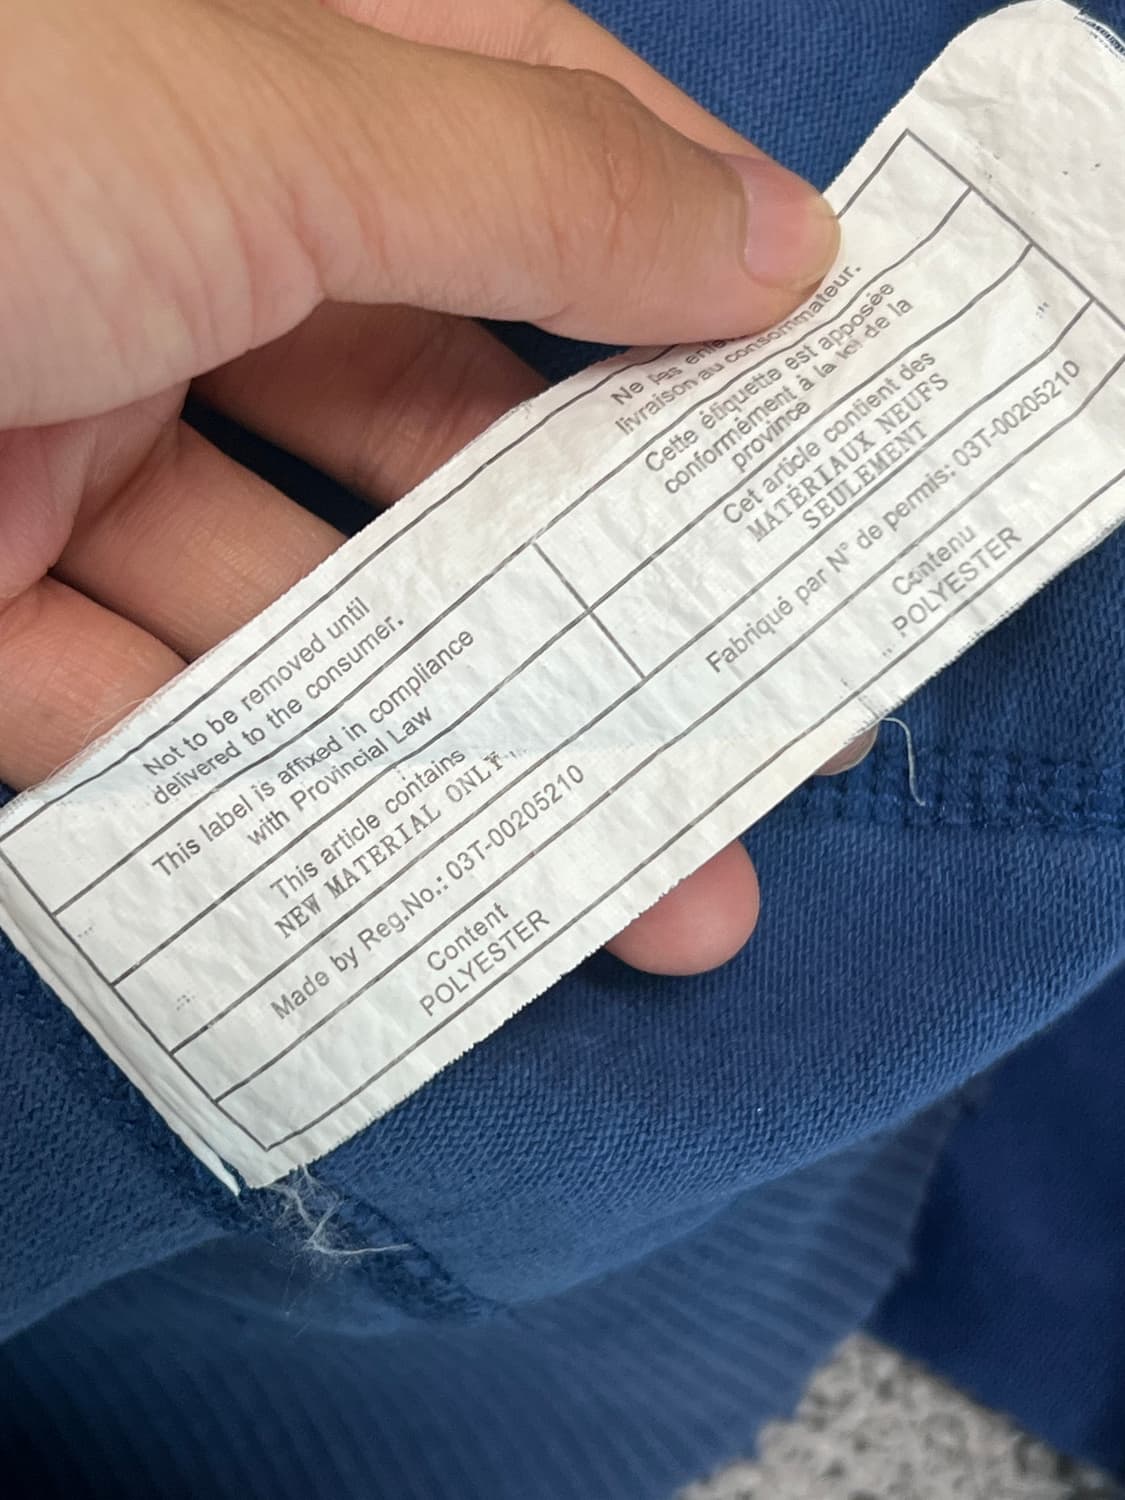 Not to be removed until
delivered to the consumer.
This label is affixed in compliance
with Provincial Law
This article contains
NEW MATERIAL ONLY
Made by Reg.No.: 03T-00205210
Content
POLYESTER
Ne pas
livraison au consommateur.
Cette étiquette est apposée
conformément à la loi de la
province
Cet article contient des
MATÉRIAUX NEUFS
SEULEMENT
Fabriqué par N° de permis: 03T-00205210
Contenu
POLYESTER